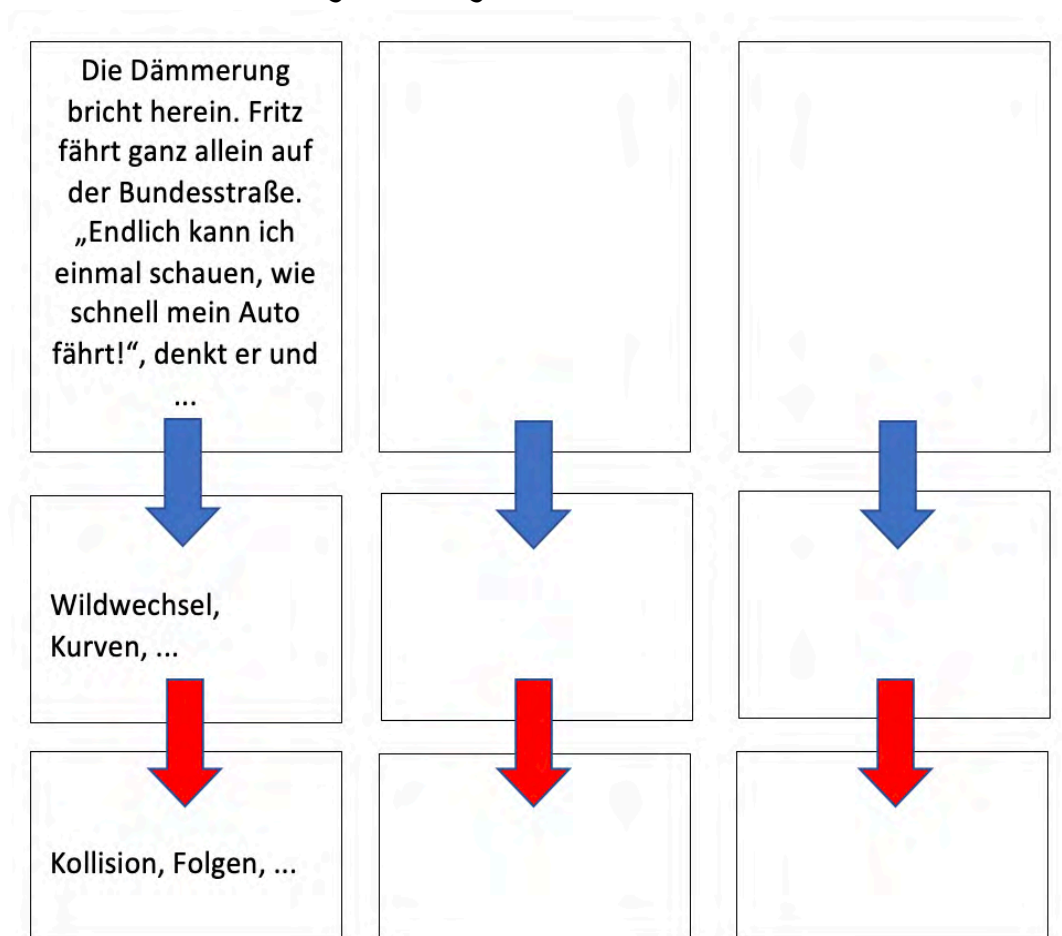 Die Dämmerung
bricht herein. Fritz
fährt ganz allein auf
der Bundesstraße.
„Endlich kann ich
einmal schauen, wie
schnell mein Auto
fährt!“, denkt er und
...
Wildwechsel,
Kurven, ...
Kollision, Folgen, ...